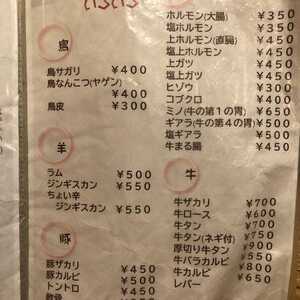 鳥
鳥サガリ ¥400
鳥なんこつ(ヤゲン)
¥400
鳥皮 ¥300
羊
ラム ¥500
ジンギスカン ¥550
ちょい辛
ジンギスカン ¥550
豚
豚サガリ ¥450
豚カルビ ¥500
トントロ ¥450
ホルモン(大腸) ¥350
塩ホルモン ¥350
上ホルモン(直腸) ¥450
塩上ホルモン ¥450
上ガツ ¥450
塩上ガツ ¥450
ヒゾウ ¥300
コブクロ ¥400
ミノ(牛の第1の胃) ¥650
ギアラ(牛の第4の胃) ¥500
塩ギアラ ¥500
牛まる腸 ¥450
牛
牛サガリ ¥700
牛ロース ¥600
牛タン ¥700
牛タン(ネギ付) ¥750
厚切り牛タン ¥900
牛バラカルビ ¥550
牛カルビ ¥800
レバー ¥650